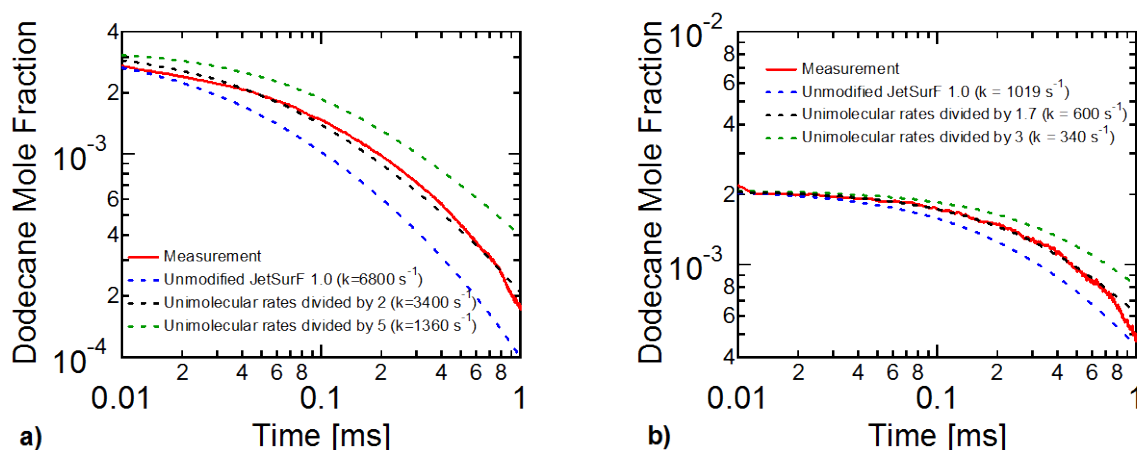 Dodecane Mole Fraction
4
2
10⁻³
8
6
4
2
10⁻⁴
Measurement
Unmodified JetSurF 1.0 (k=6800 s⁻¹)
Unimolecular rates divided by 2 (k=3400 s⁻¹)
Unimolecular rates divided by 5 (k=1360 s⁻¹)
2 4 6 8 2 4 6 8
0.01 0.1 1
Time [ms]
a)
Dodecane Mole Fraction
10⁻²
8
6
4
2
10⁻³
8
6
4
Measurement
Unmodified JetSurF 1.0 (k = 1019 s⁻¹)
Unimolecular rates divided by 1.7 (k = 600 s⁻¹)
Unimolecular rates divided by 3 (k = 340 s⁻¹)
2 4 6 8 2 4 6 8
0.01 0.1 1
Time [ms]
b)